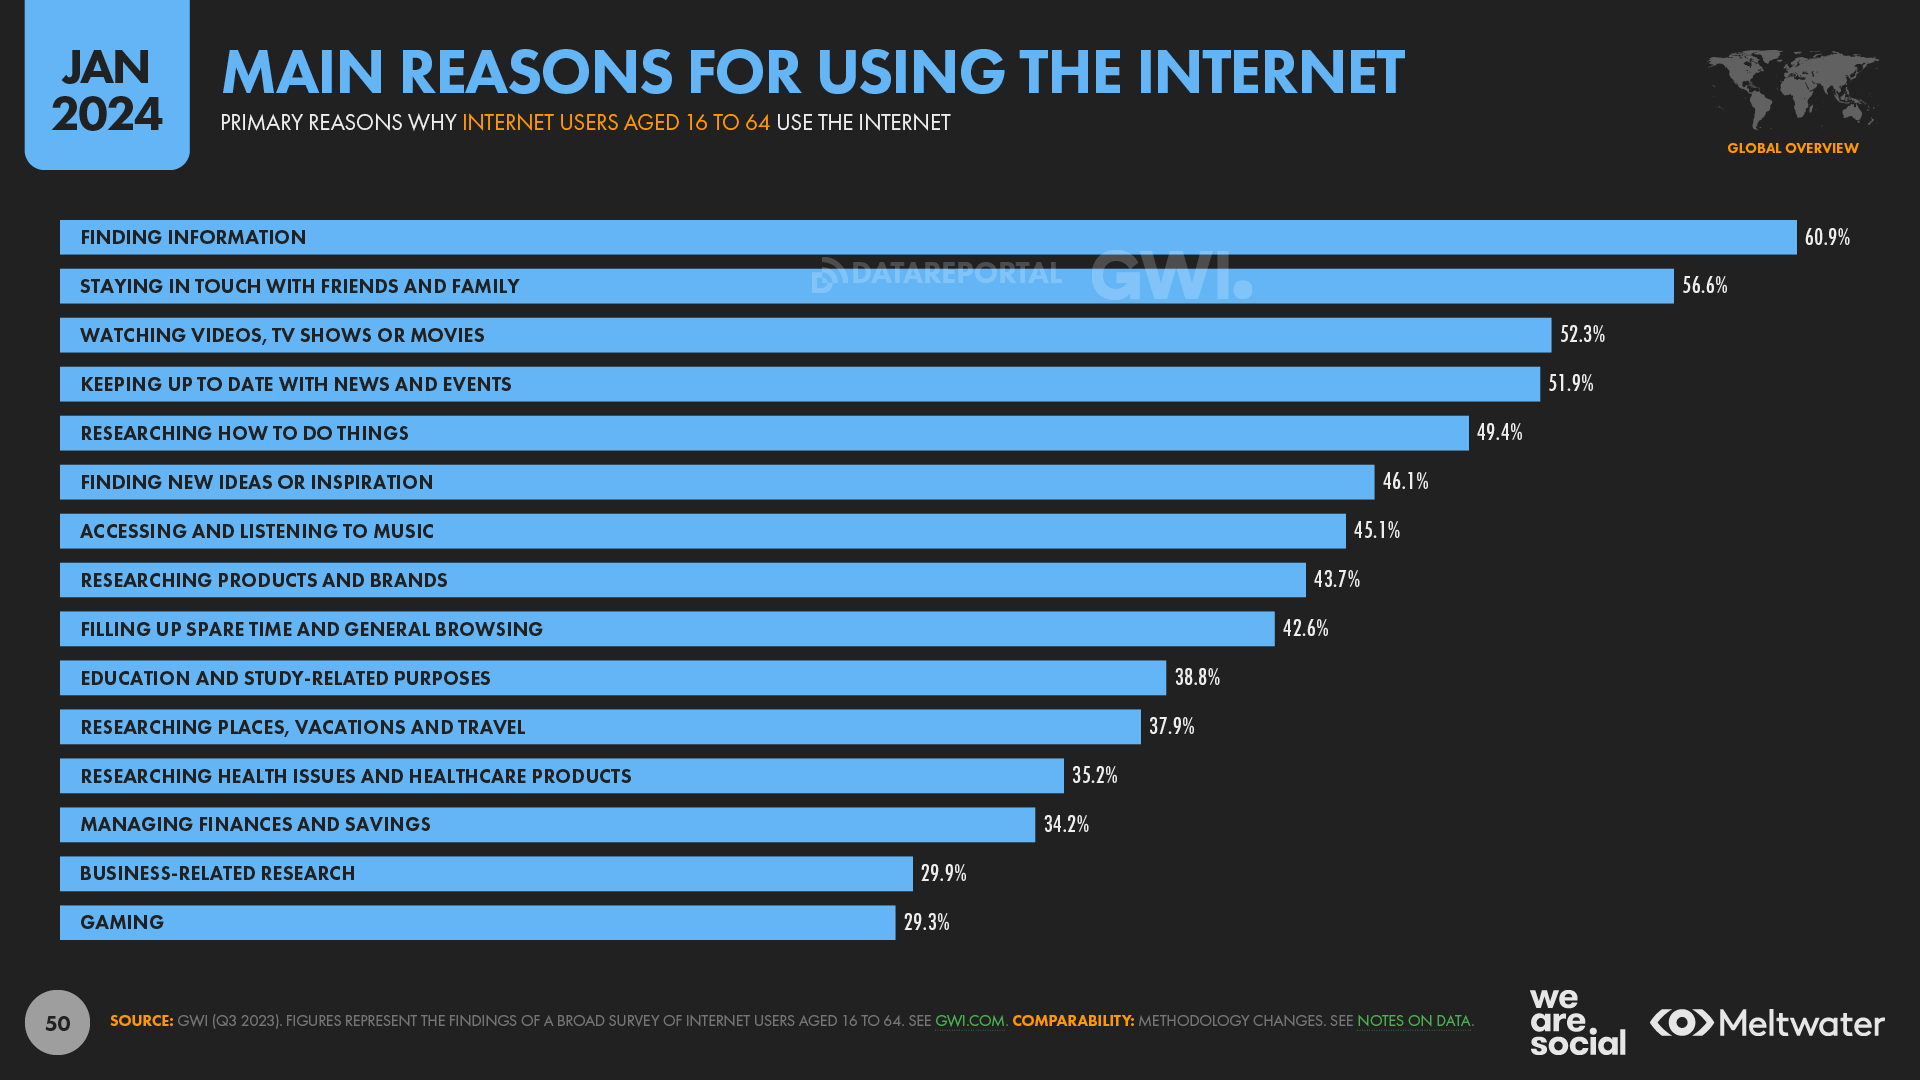 JAN
2024
MAIN REASONS FOR USING THE INTERNET
PRIMARY REASONS WHY INTERNET USERS AGED 16 TO 64 USE THE INTERNET
GLOBAL OVERVIEW
FINDING INFORMATION 60.9%
DATAREPORTAL GWI.
STAYING IN TOUCH WITH FRIENDS AND FAMILY 56.6%
WATCHING VIDEOS, TV SHOWS OR MOVIES 52.3%
KEEPING UP TO DATE WITH NEWS AND EVENTS 51.9%
RESEARCHING HOW TO DO THINGS 49.4%
FINDING NEW IDEAS OR INSPIRATION 46.1%
ACCESSING AND LISTENING TO MUSIC 45.1%
RESEARCHING PRODUCTS AND BRANDS 43.7%
FILLING UP SPARE TIME AND GENERAL BROWSING 42.6%
EDUCATION AND STUDY-RELATED PURPOSES 38.8%
RESEARCHING PLACES, VACATIONS AND TRAVEL 37.9%
RESEARCHING HEALTH ISSUES AND HEALTHCARE PRODUCTS 35.2%
MANAGING FINANCES AND SAVINGS 34.2%
BUSINESS-RELATED RESEARCH 29.9%
GAMING 29.3%
50
SOURCE: GWI (Q3 2023). FIGURES REPRESENT THE FINDINGS OF A BROAD SURVEY OF INTERNET USERS AGED 16 TO 64. SEE GWI.COM. COMPARABILITY: METHODOLOGY CHANGES. SEE NOTES ON DATA.
we
are
social
Meltwater